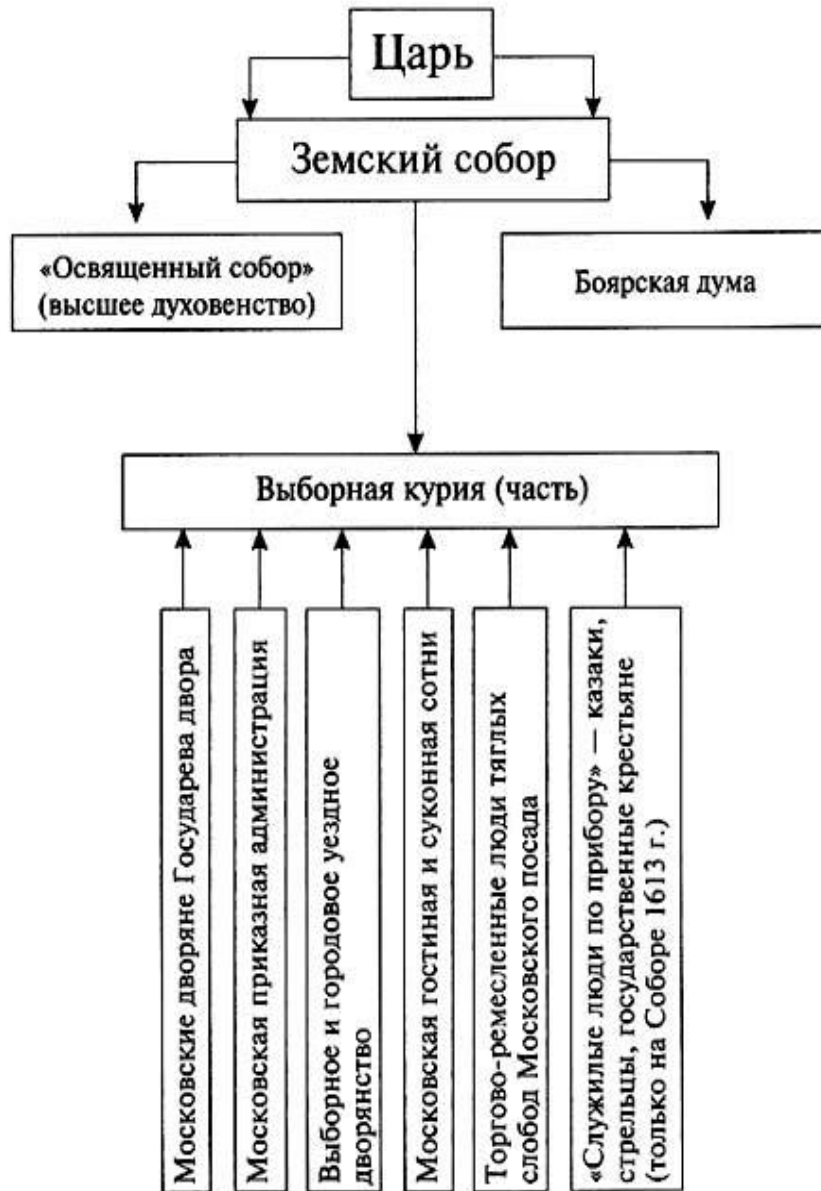 Царь
Земский собор
«Освященный собор»
(высшее духовенство)
Боярская дума
Выборная курия (часть)
Московские дворяне Государева двора
Московская приказная администрация
Выборное и городовое уездное
дворянство
Московская гостиная и суконная сотни
Торгово-ремесленные люди тяглых
слобод Московского посада
«Служилые люди по прибору» — казаки,
стрельцы, государственные крестьяне
(только на Соборе 1613 г.)